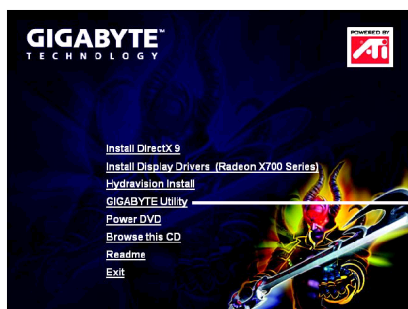 GIGABYTE™
TECHNOLOGY
POWERED BY
ATi
Install DirectX 9
Install Display Drivers (Radeon X700 Series)
Hydravision Install
GIGABYTE Utility
Power DVD
Browse this CD
Readme
Exit